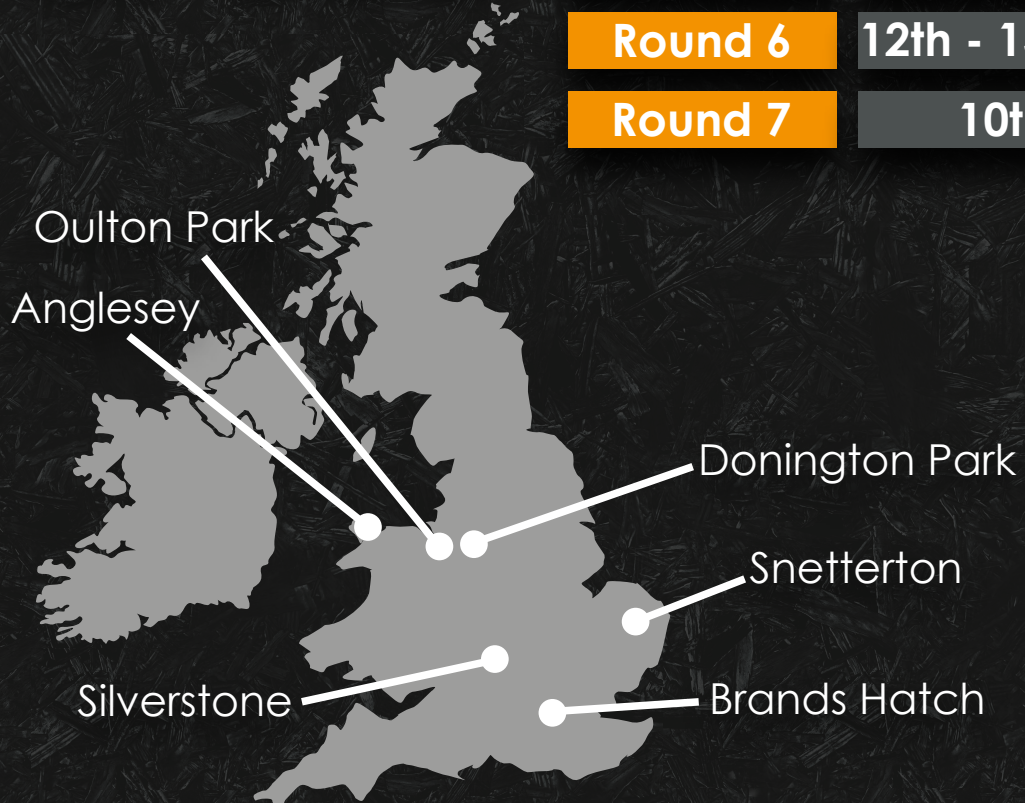 Round 6 12th - 1
Round 7 10t
Oulton Park
Anglesey
Donington Park
Snetterton
Silverstone
Brands Hatch